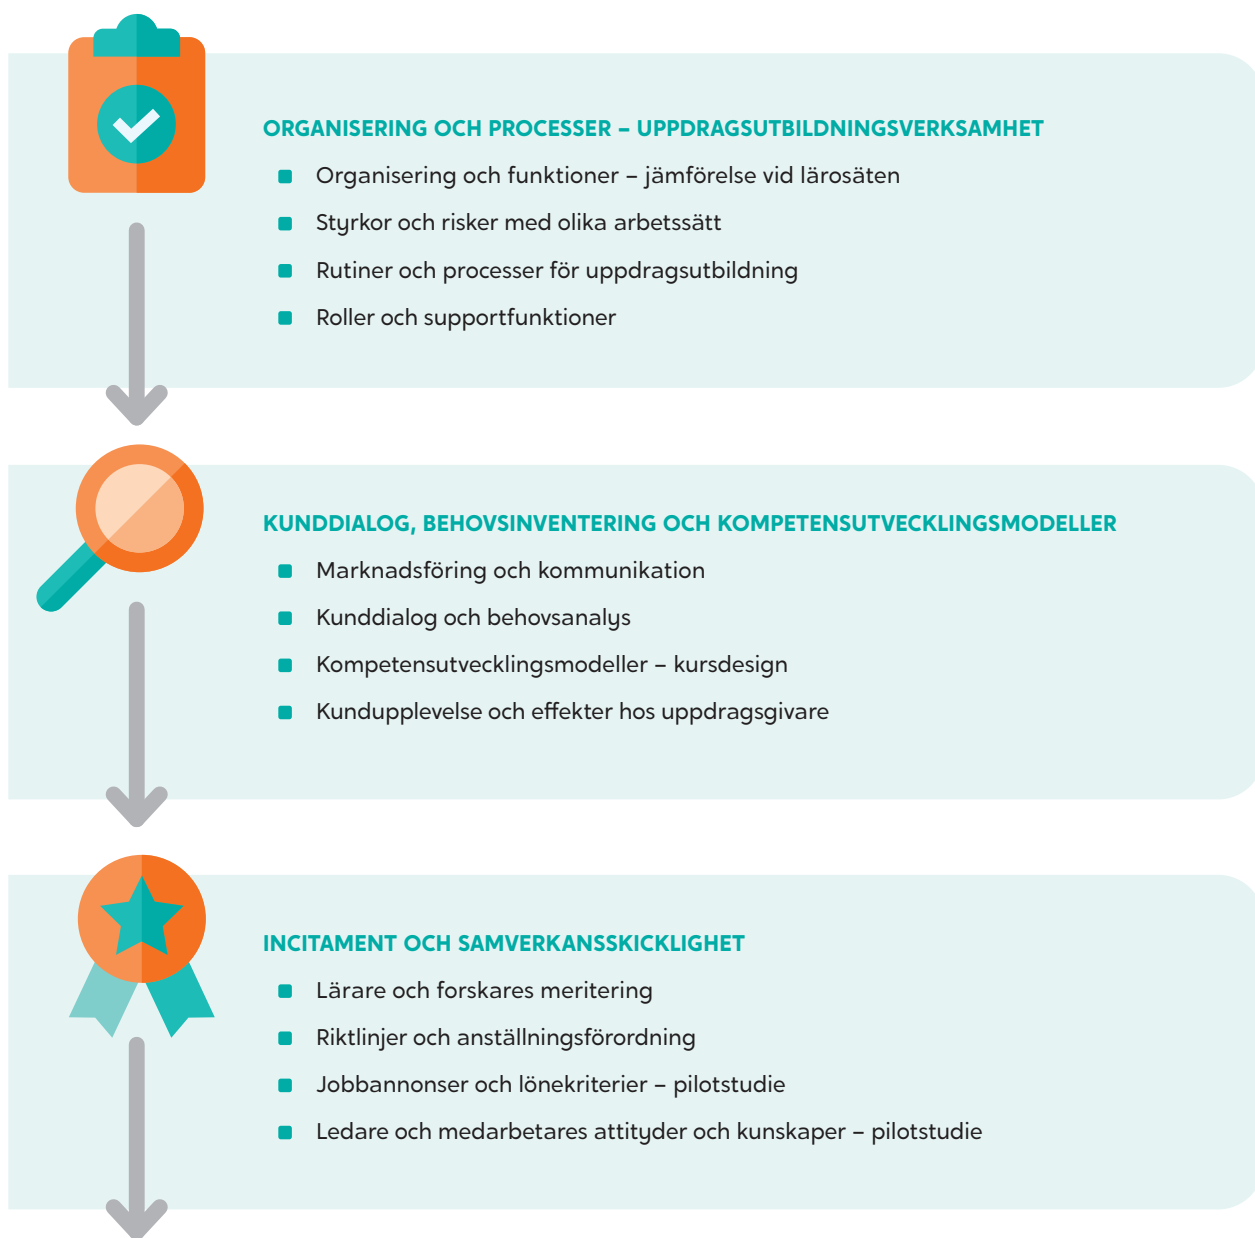 ORGANISERING OCH PROCESSER – UPPDRAGSUTBILDNINGSVERKSAMHET
Organisering och funktioner – jämförelse vid lärosäten
Styrkor och risker med olika arbetssätt
Rutiner och processer för uppdragsutbildning
Roller och supportfunktioner
KUNDDIALOG, BEHOVSINVENTERING OCH KOMPETENSUTVECKLINGSMODELLER
Marknadsföring och kommunikation
Kunddialog och behovsanalys
Kompetensutvecklingsmodeller – kursdesign
Kundupplevelse och effekter hos uppdragsgivare
INCITAMENT OCH SAMVERKANSSKICKLIGHET
Lärare och forskares meritering
Riktlinjer och anställningsförordning
Jobbannonser och lönekriterier – pilotstudie
Ledare och medarbetares attityder och kunskaper – pilotstudie